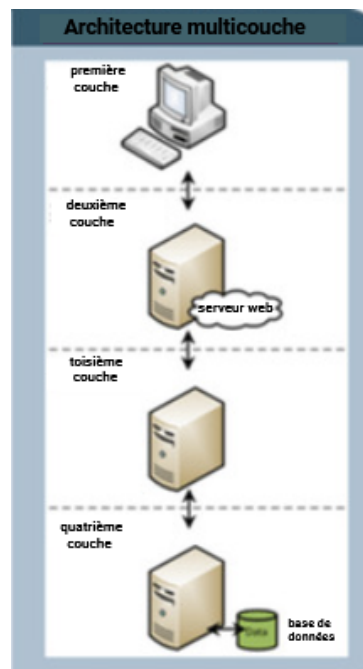 Architecture multicouche
première
couche
deuxième
couche
serveur web
toisième
couche
quatrième
couche
Data
base de
données